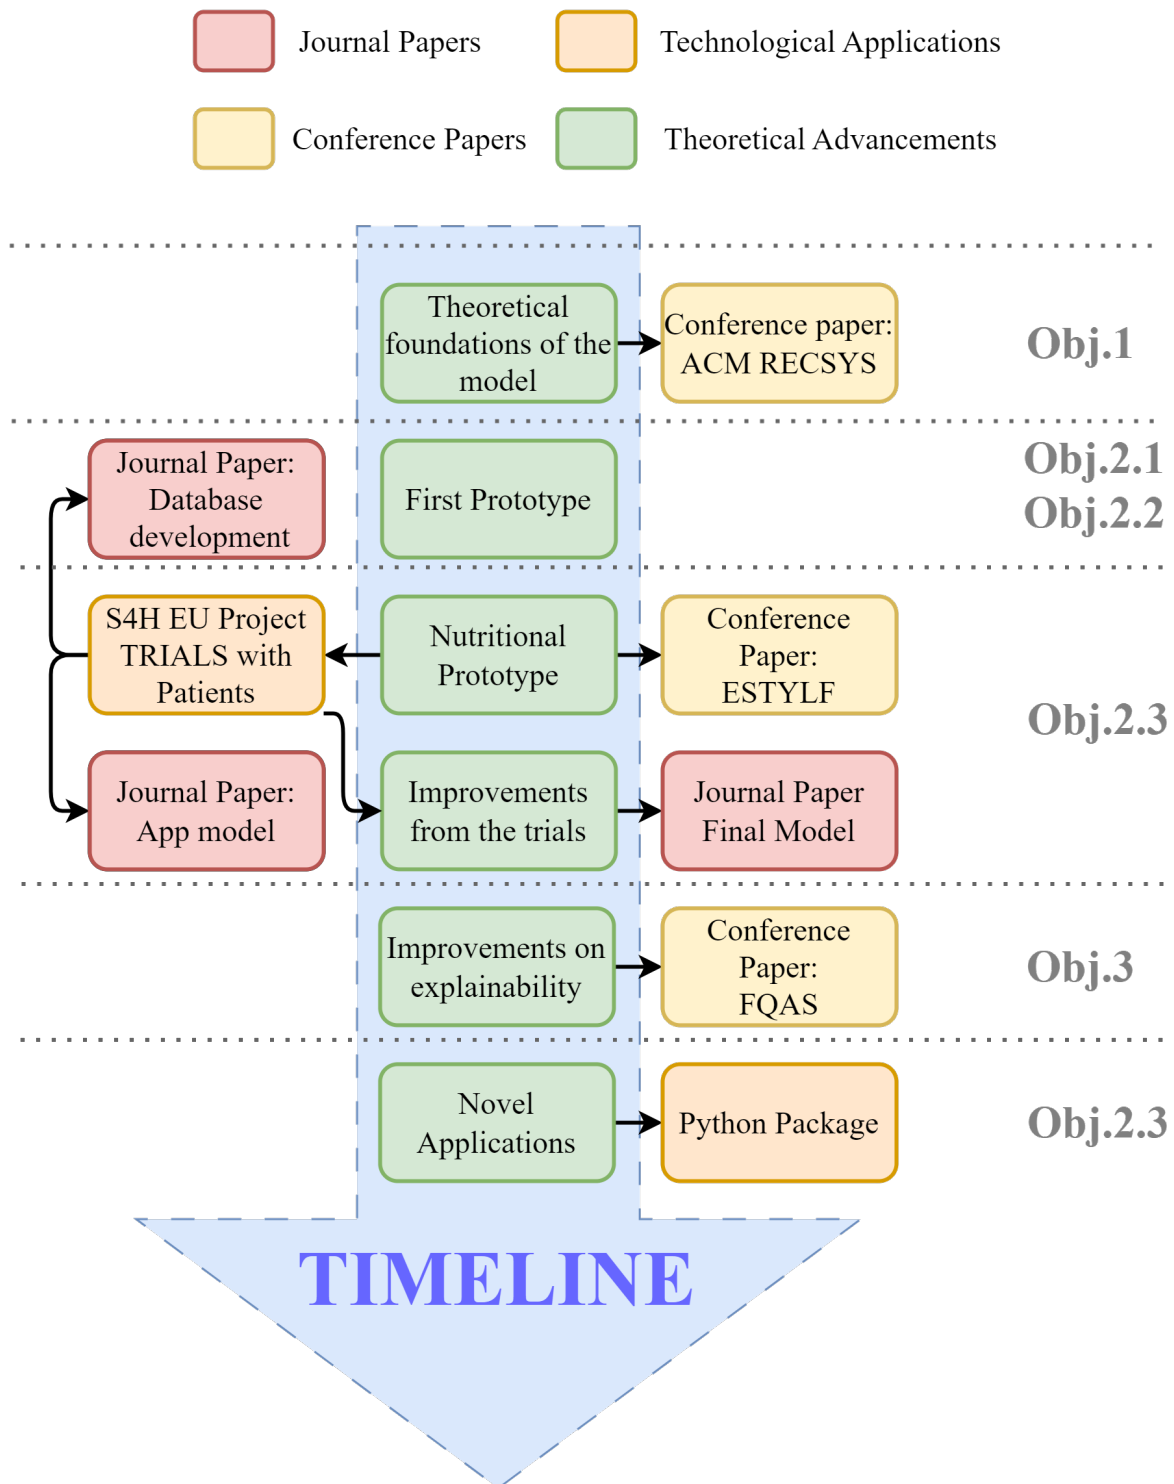 Journal Papers
Technological Applications
Conference Papers
Theoretical Advancements
Theoretical
foundations of the
model
Conference paper:
ACM RECSYS
Obj.1
Journal Paper:
Database
development
First Prototype
Obj.2.1
Obj.2.2
S4H EU Project
TRIALS with
Patients
Nutritional
Prototype
Conference
Paper:
ESTYLF
Obj.2.3
Journal Paper:
App model
Improvements
from the trials
Journal Paper
Final Model
Improvements on
explainability
Conference
Paper:
FQAS
Obj.3
Novel
Applications
Python Package
Obj.2.3
TIMELINE